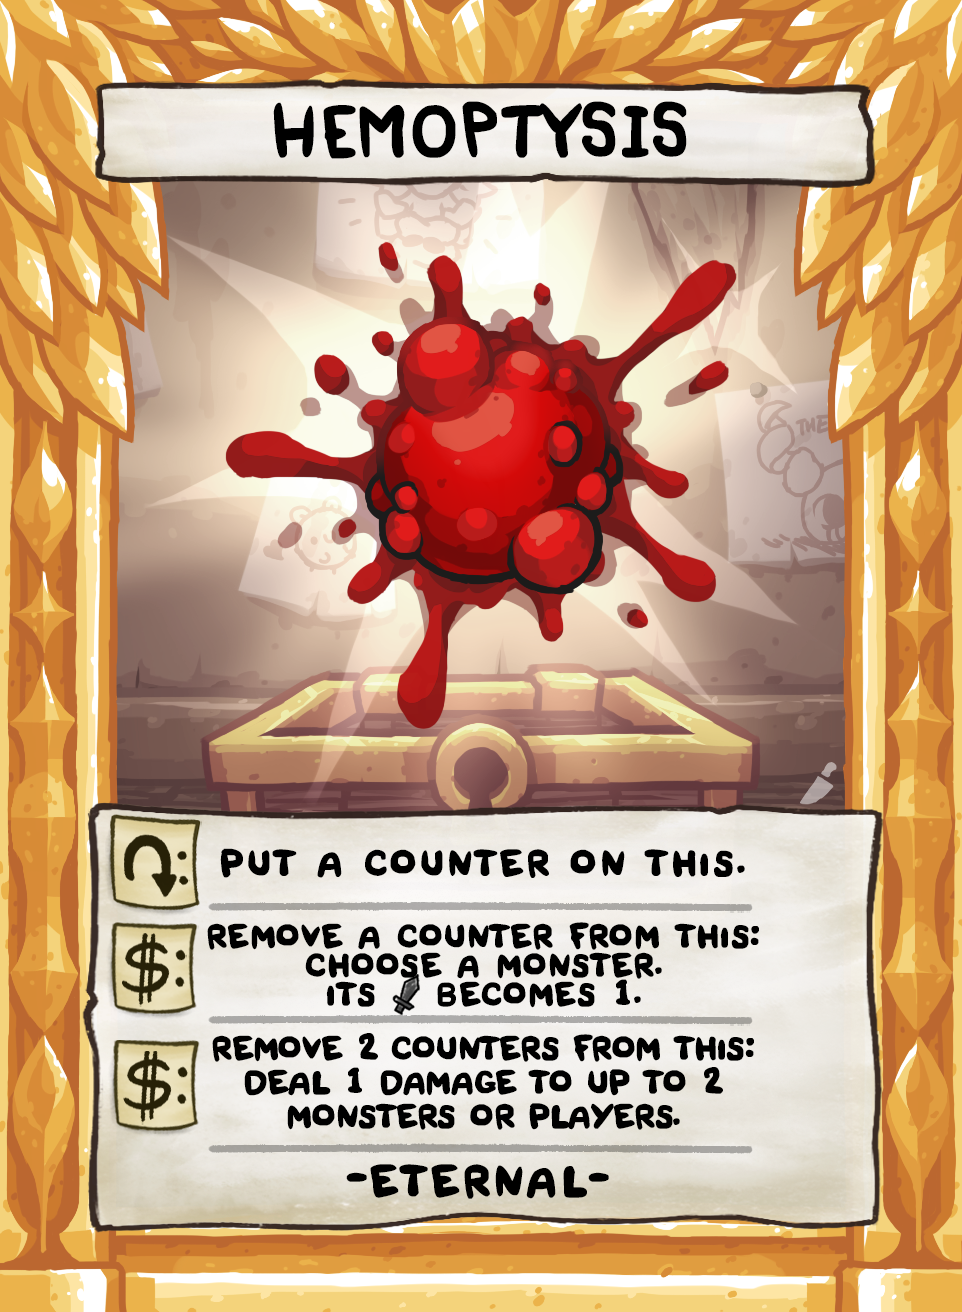 HEMOPTYSIS
THE
: PUT A COUNTER ON THIS.
$: REMOVE A COUNTER FROM THIS:
CHOOSE A MONSTER.
ITS BECOMES 1.
$: REMOVE 2 COUNTERS FROM THIS:
DEAL 1 DAMAGE TO UP TO 2
MONSTERS OR PLAYERS.
-ETERNAL-